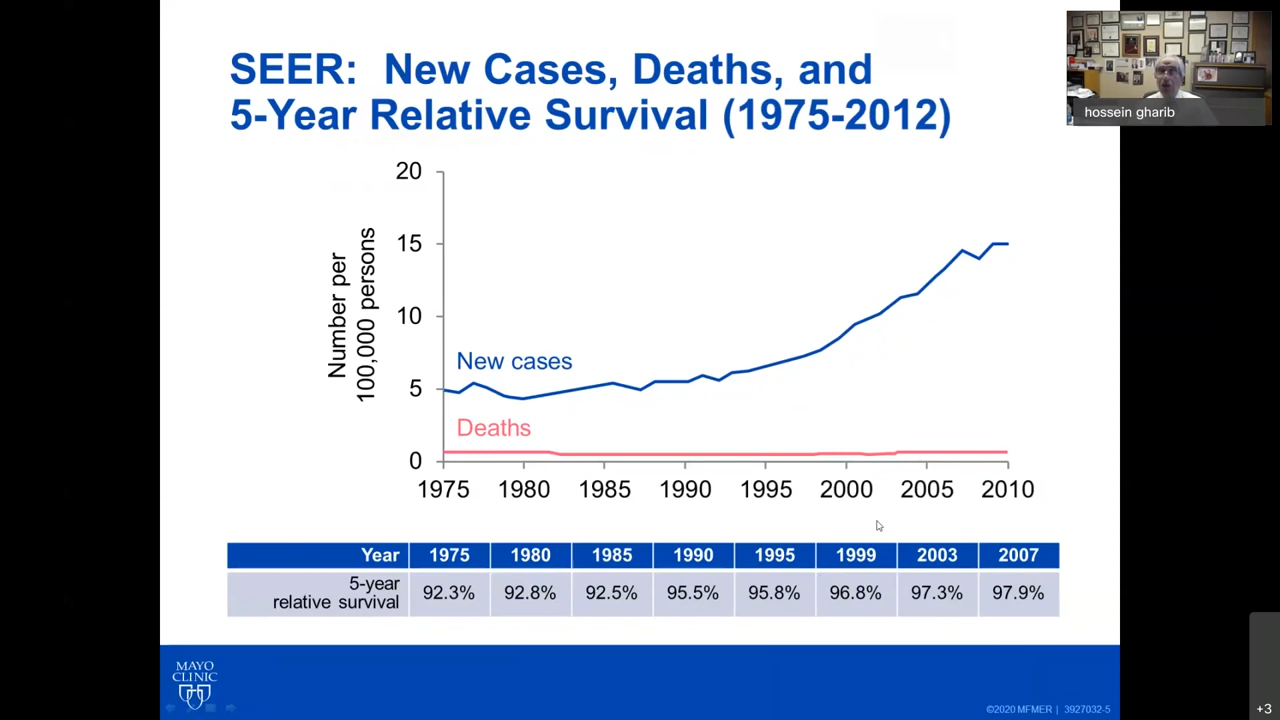 SEER: New Cases, Deaths, and
5-Year Relative Survival (1975-2012)
hossein gharib
Number per
100,000 persons
20
15
10
5
0
New cases
Deaths
1975 1980 1985 1990 1995 2000 2005 2010
Year 1975 1980 1985 1990 1995 1999 2003 2007
5-year
relative survival 92.3% 92.8% 92.5% 95.5% 95.8% 96.8% 97.3% 97.9%
MAYO
CLINIC
©2020 MFMER | 3927032-5
+3